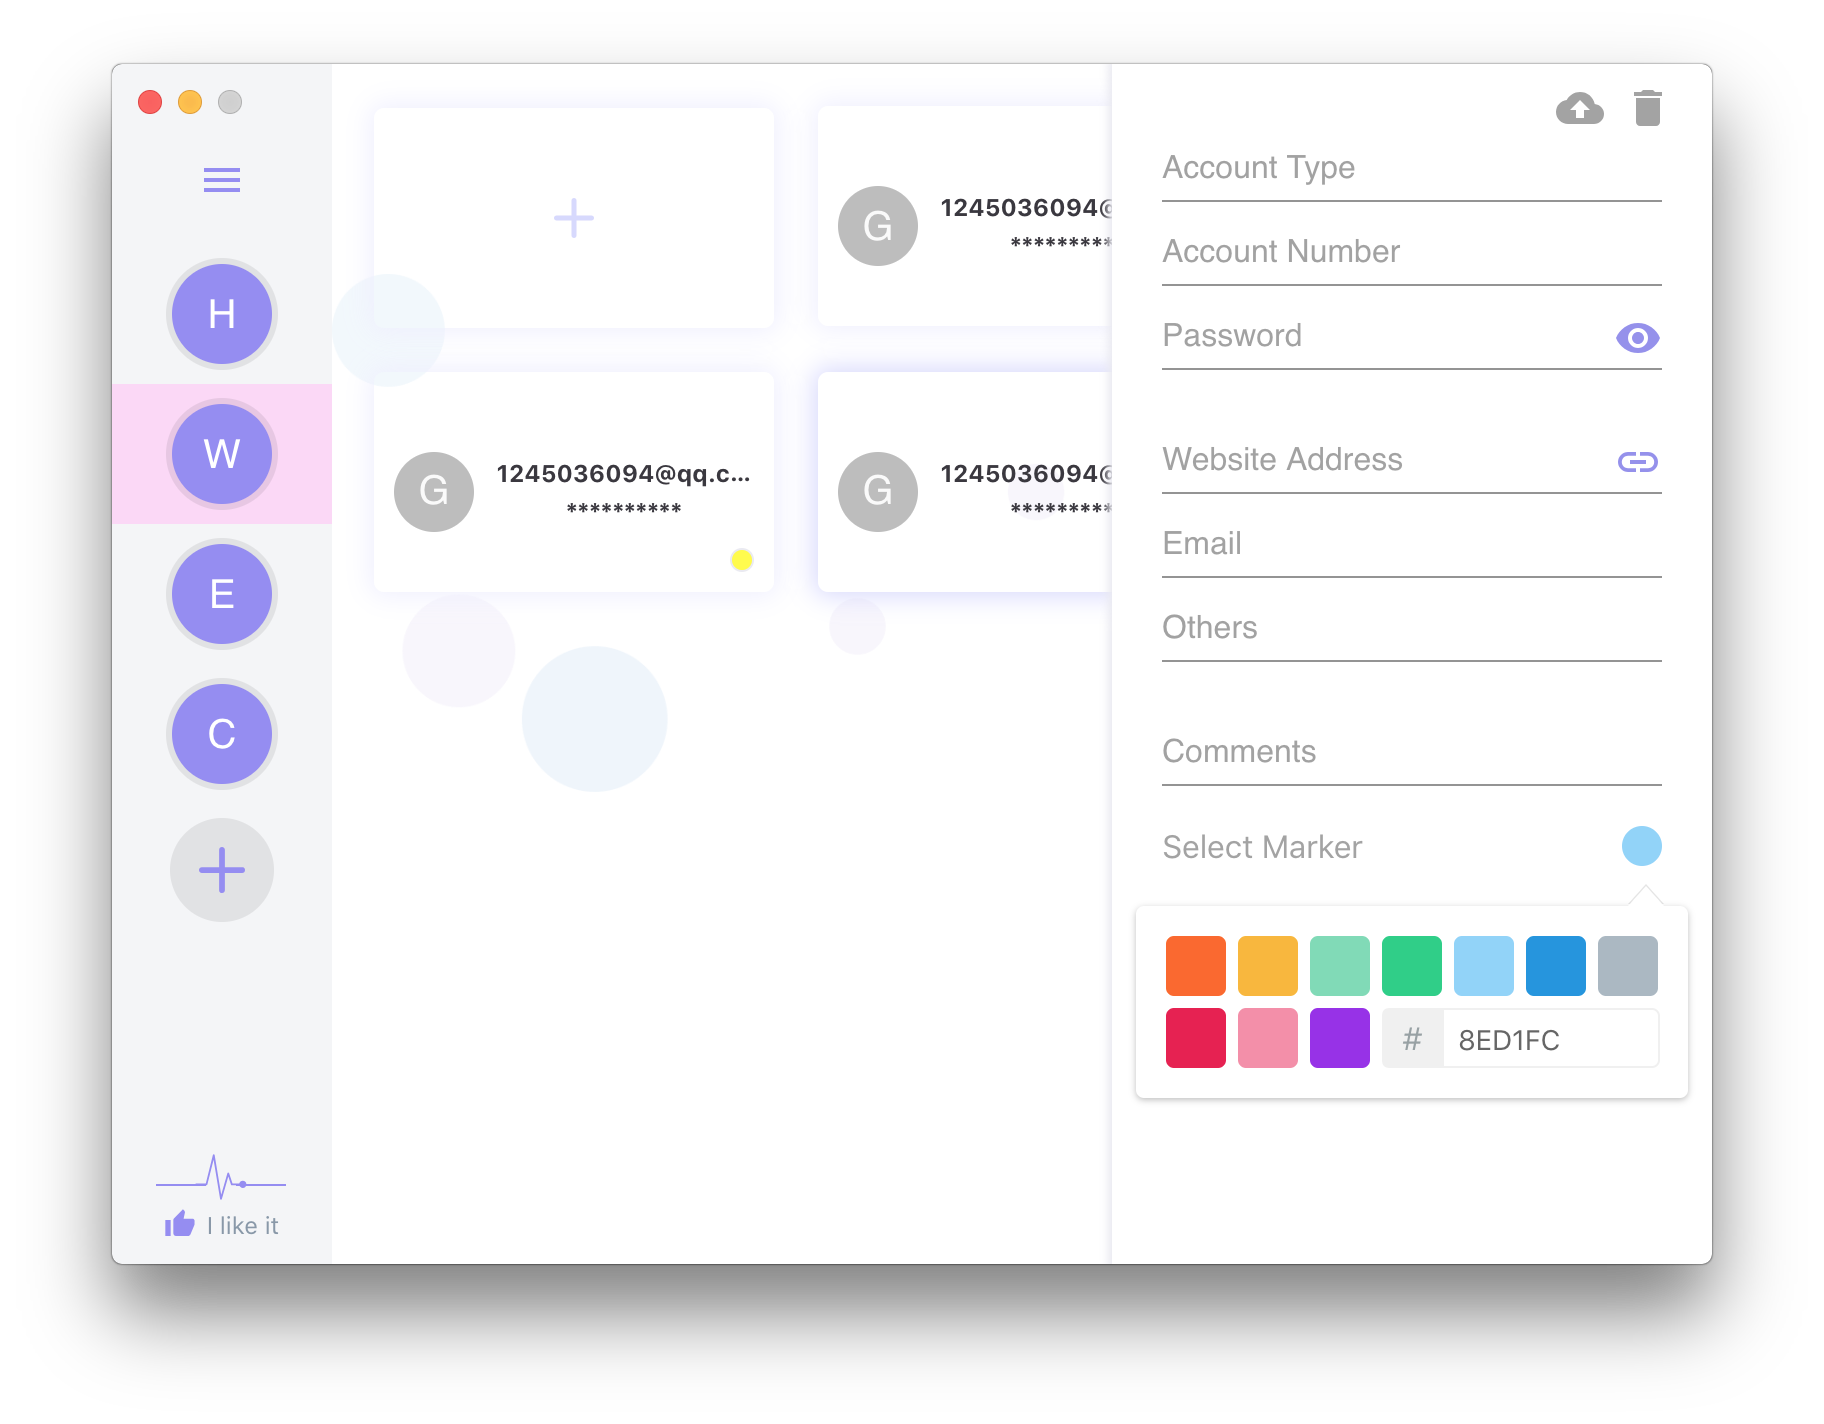 H
W
E
C
I like it
G
1245036094@
*********
G
1245036094@qq.c...
**********
G
1245036094@
*********
Account Type
Account Number
Password
Website Address
Email
Others
Comments
Select Marker
# 8ED1FC